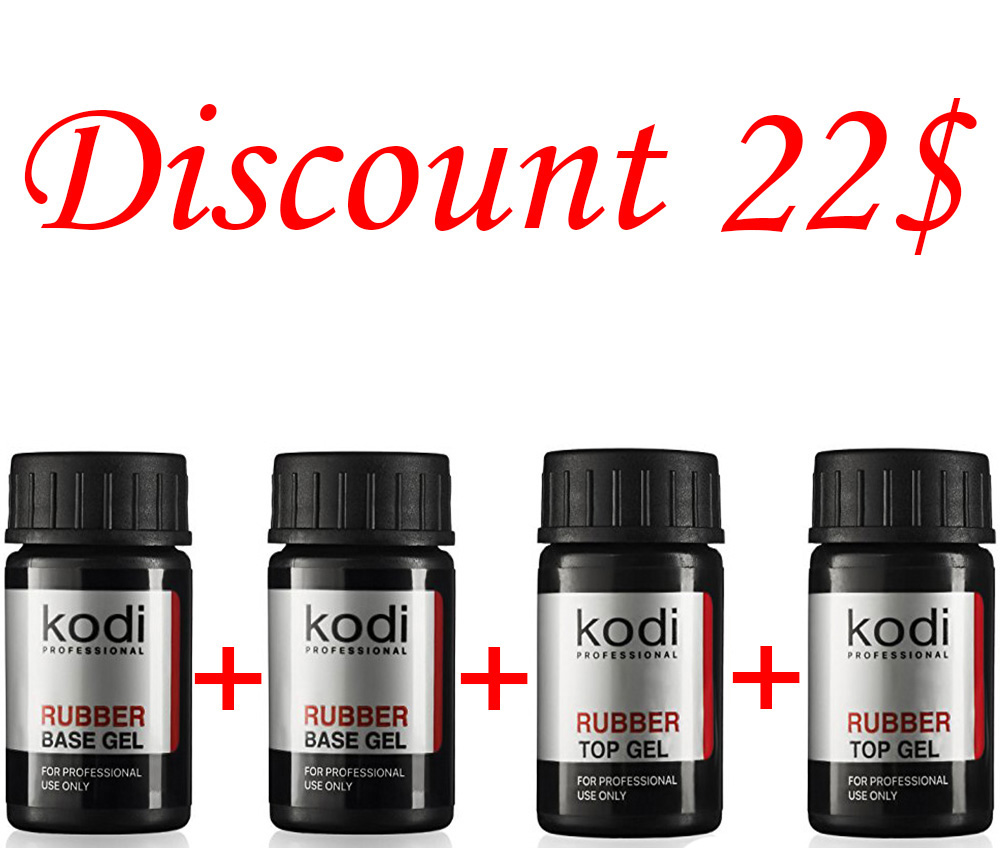 Discount 22$
kodi
PROFESSIONAL
RUBBER
BASE GEL
FOR PROFESSIONAL
USE ONLY
+
kodi
PROFESSIONAL
RUBBER
BASE GEL
FOR PROFESSIONAL
USE ONLY
+
kodi
PROFESSIONAL
RUBBER
TOP GEL
FOR PROFESSIONAL
USE ONLY
+
kodi
PROFESSIONAL
RUBBER
TOP GEL
FOR PROFESSIONAL
USE ONLY